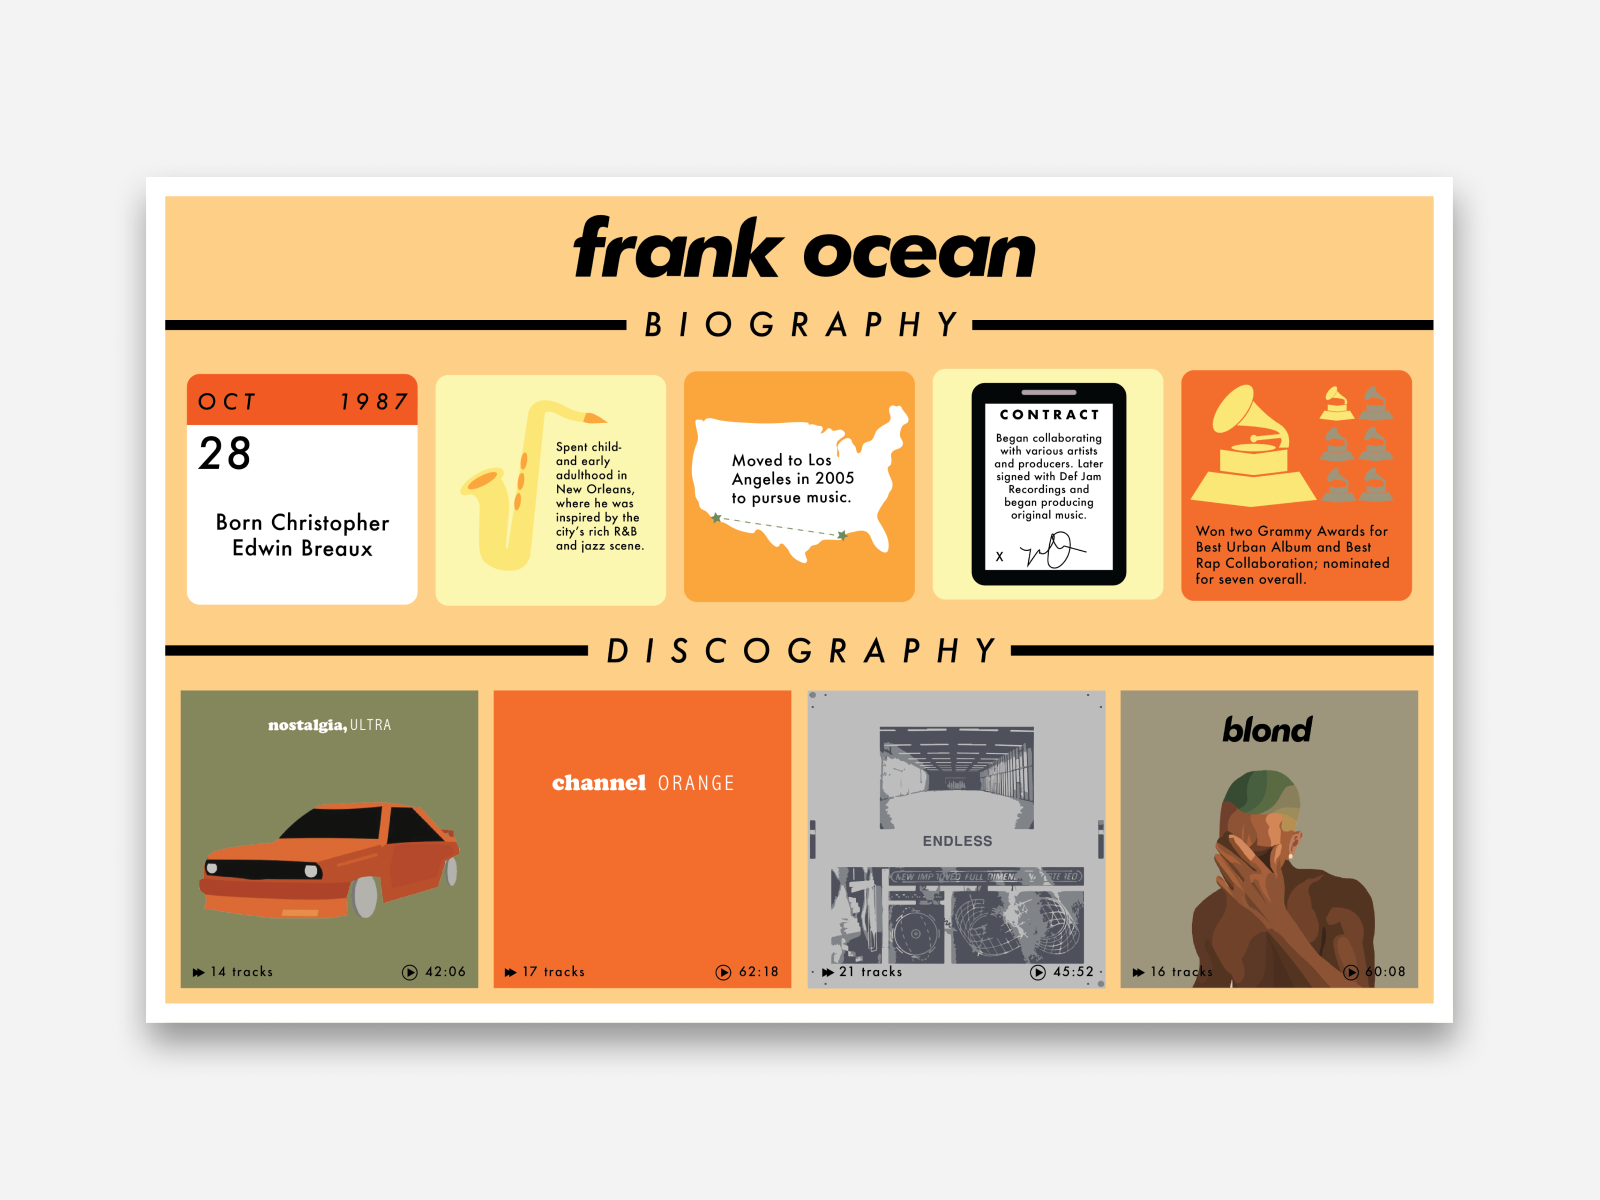 frank ocean
BIOGRAPHY
OCT 1987
28
Born Christopher
Edwin Breaux
Spent child-
and early
adulthood in
New Orleans,
where he was
inspired by the
city's rich R&B
and jazz scene.
Moved to Los
Angeles in 2005
to pursue music.
CONTRACT
Began collaborating
with various artists
and producers. Later
signed with Def Jam
Recordings and
began producing
original music.
X
Won two Grammy Awards for
Best Urban Album and Best
Rap Collaboration; nominated
for seven overall.
DISCOGRAPHY
nostalgia, ULTRA
14 tracks 42:06
channel ORANGE
17 tracks 62:18
ENDLESS
NEW IMP FULL DIMEN
21 tracks 45:52
blond
16 tracks 60:08